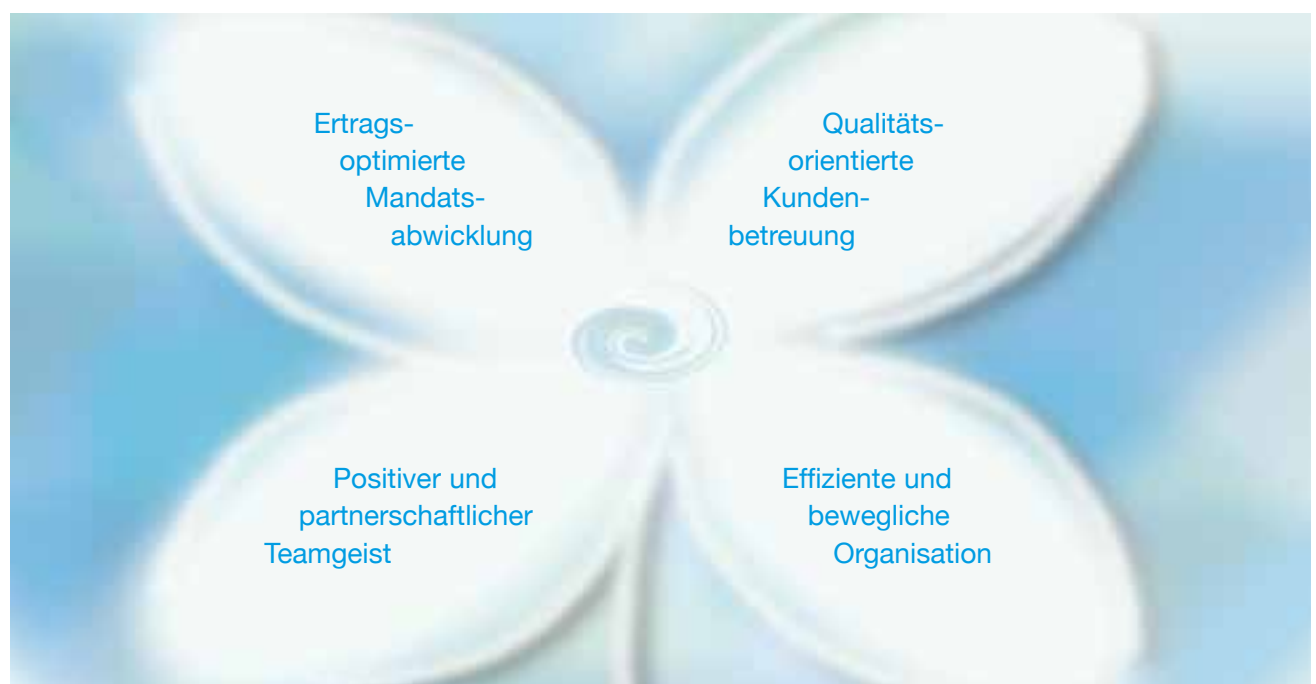 Ertrags-
optimierte
Mandats-
abwicklung
Qualitäts-
orientierte
Kunden-
betreuung
Positiver und
partnerschaftlicher
Teamgeist
Effiziente und
bewegliche
Organisation